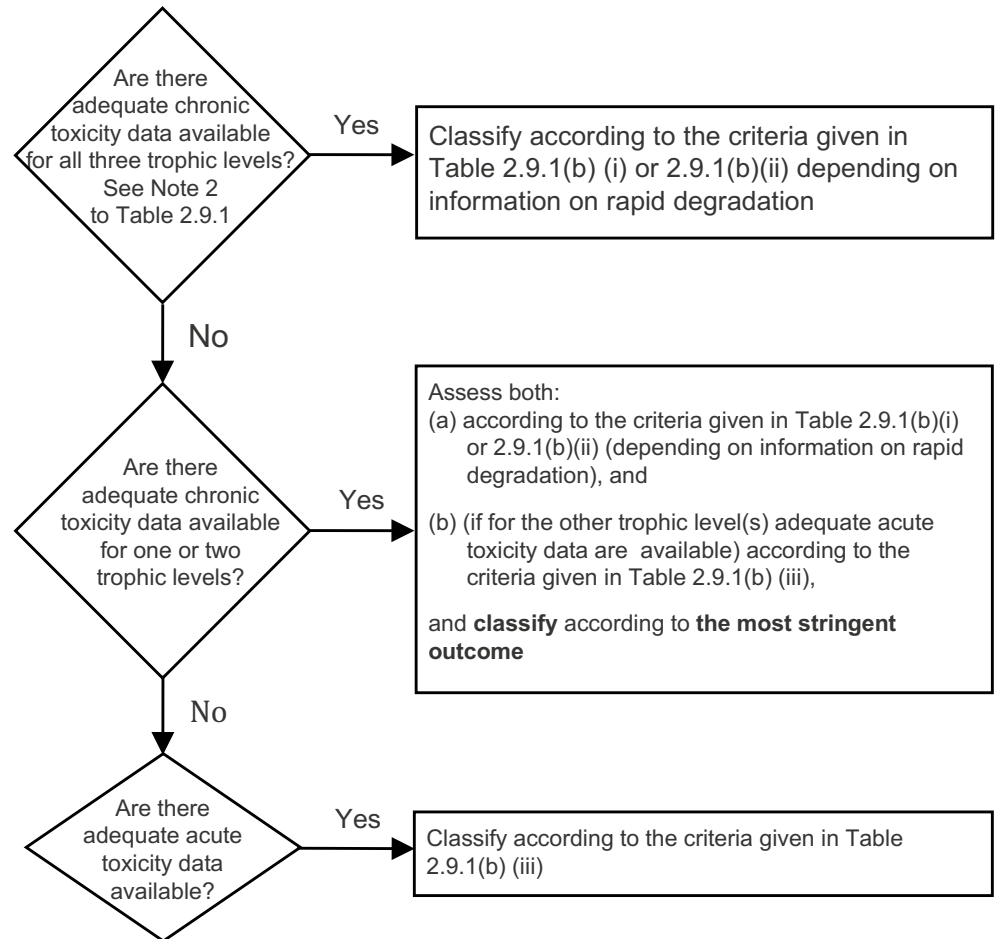 Are there
adequate chronic
toxicity data available
for all three trophic levels?
See Note 2
to Table 2.9.1
Yes
Classify according to the criteria given in
Table 2.9.1(b) (i) or 2.9.1(b)(ii) depending on
information on rapid degradation
No
Are there
adequate chronic
toxicity data available
for one or two
trophic levels?
Yes
Assess both:
(a) according to the criteria given in Table 2.9.1(b)(i)
or 2.9.1(b)(ii) (depending on information on rapid
degradation), and
(b) (if for the other trophic level(s) adequate acute
toxicity data are available) according to the
criteria given in Table 2.9.1(b) (iii),
and classify according to the most stringent
outcome
No
Are there
adequate acute
toxicity data
available?
Yes
Classify according to the criteria given in Table
2.9.1(b) (iii)